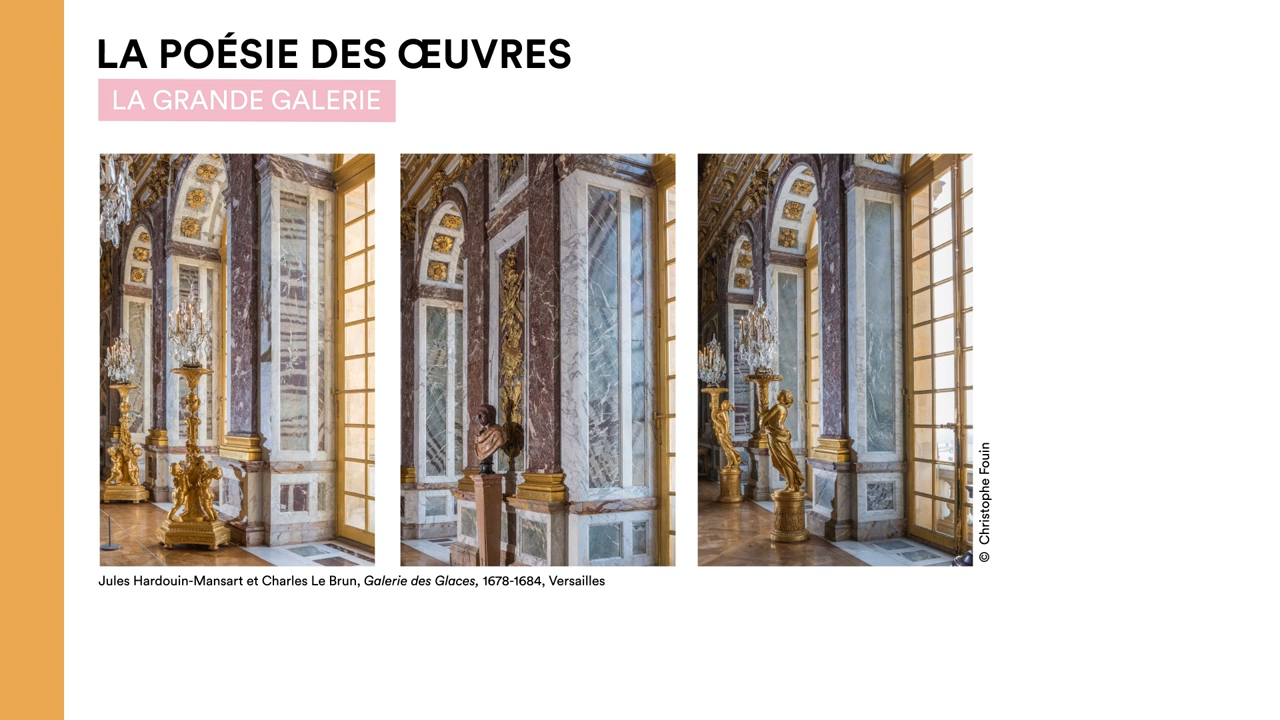 LA POÉSIE DES ŒUVRES
LA GRANDE GALERIE
© Christophe Fouin
Jules Hardouin-Mansart et Charles Le Brun, Galerie des Glaces, 1678-1684, Versailles